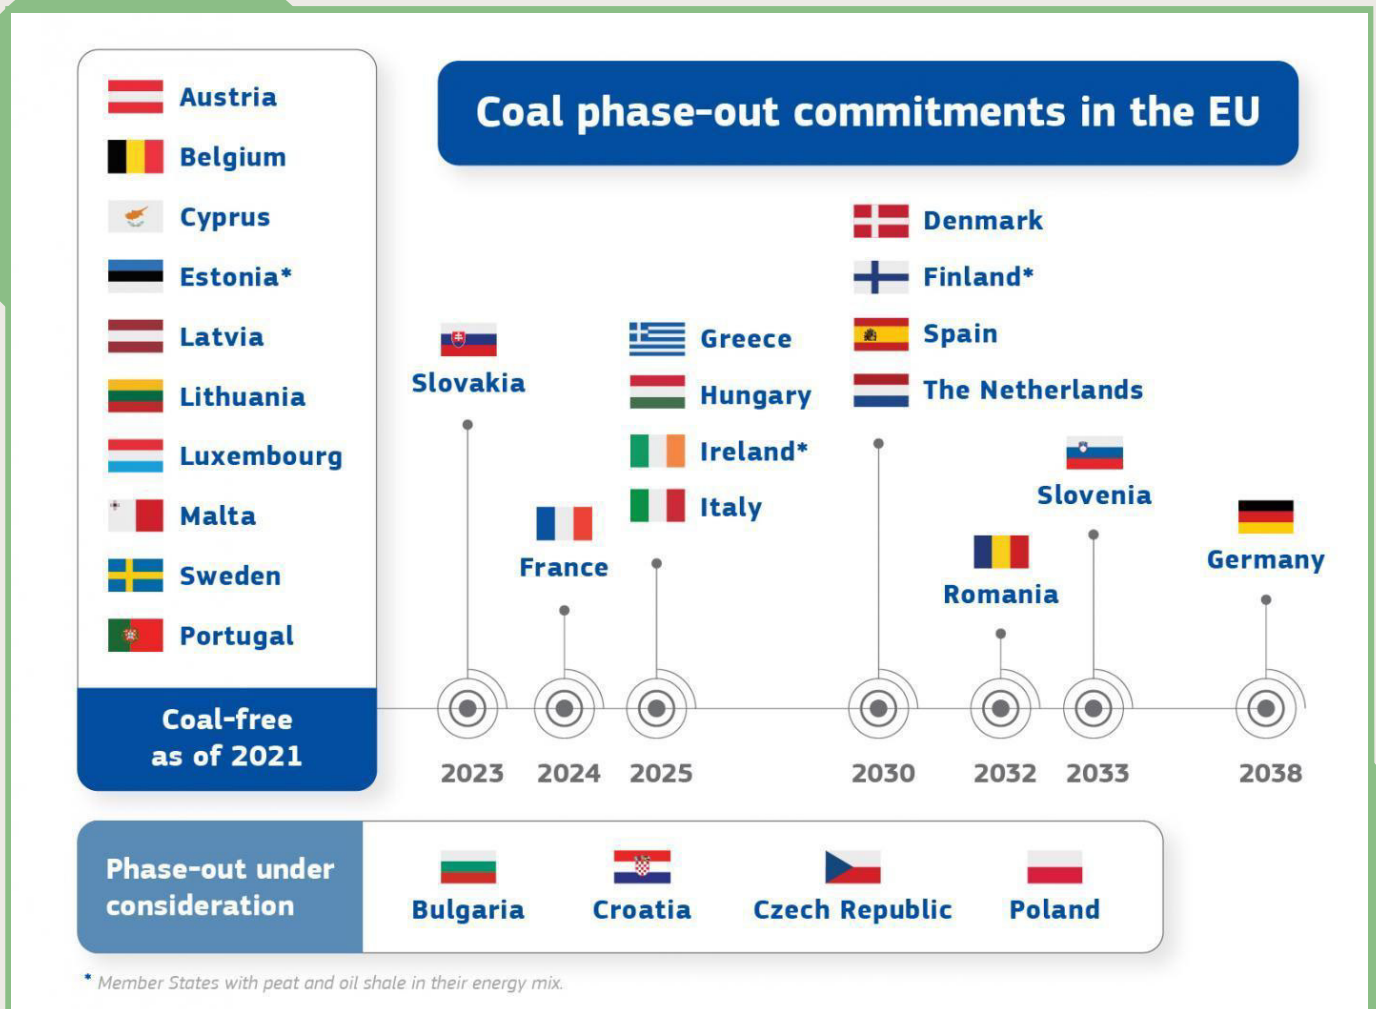 Coal phase-out commitments in the EU
Austria
Belgium
Cyprus
Estonia*
Latvia
Lithuania
Luxembourg
Malta
Sweden
Portugal
Coal-free
as of 2021
Slovakia
2023
France
2024
Greece
Hungary
Ireland*
Italy
2025
Denmark
Finland*
Spain
The Netherlands
2030
Romania
2032
Slovenia
2033
Germany
2038
Phase-out under
consideration
Bulgaria
Croatia
Czech Republic
Poland
* Member States with peat and oil shale in their energy mix.